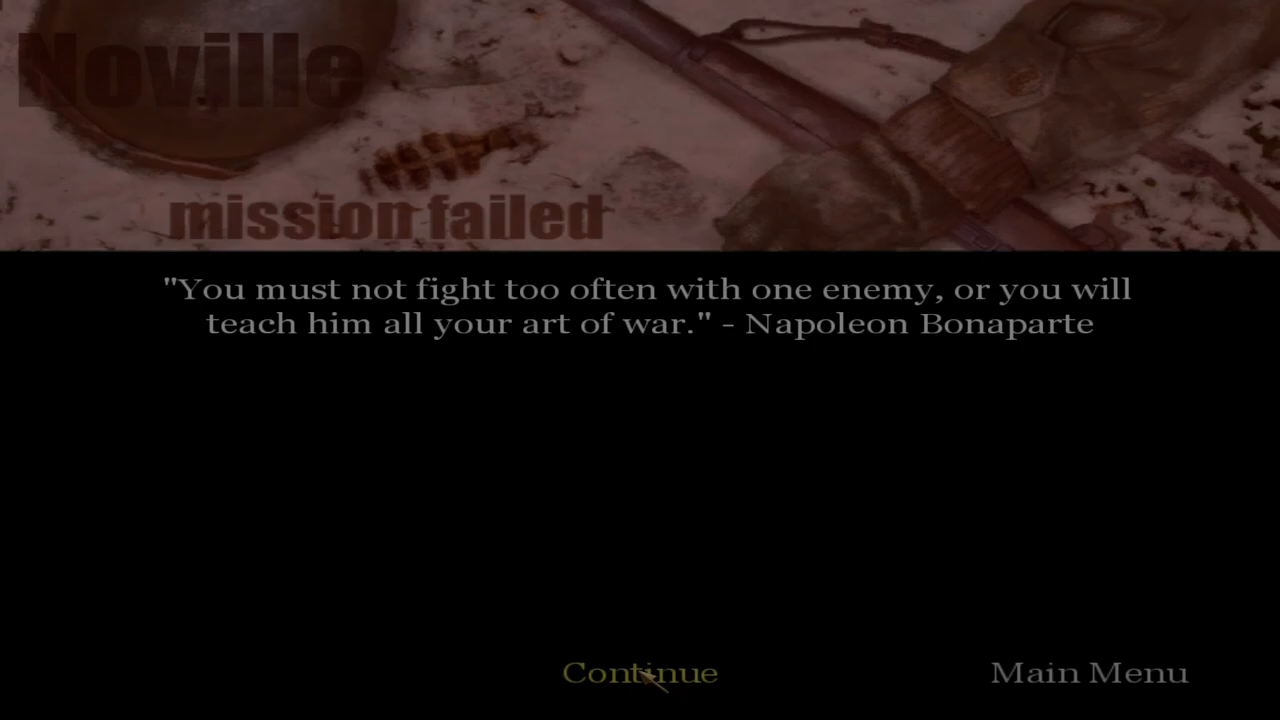 Noville
mission failed
"You must not fight too often with one enemy, or you will
teach him all your art of war." - Napoleon Bonaparte
Continue
Main Menu